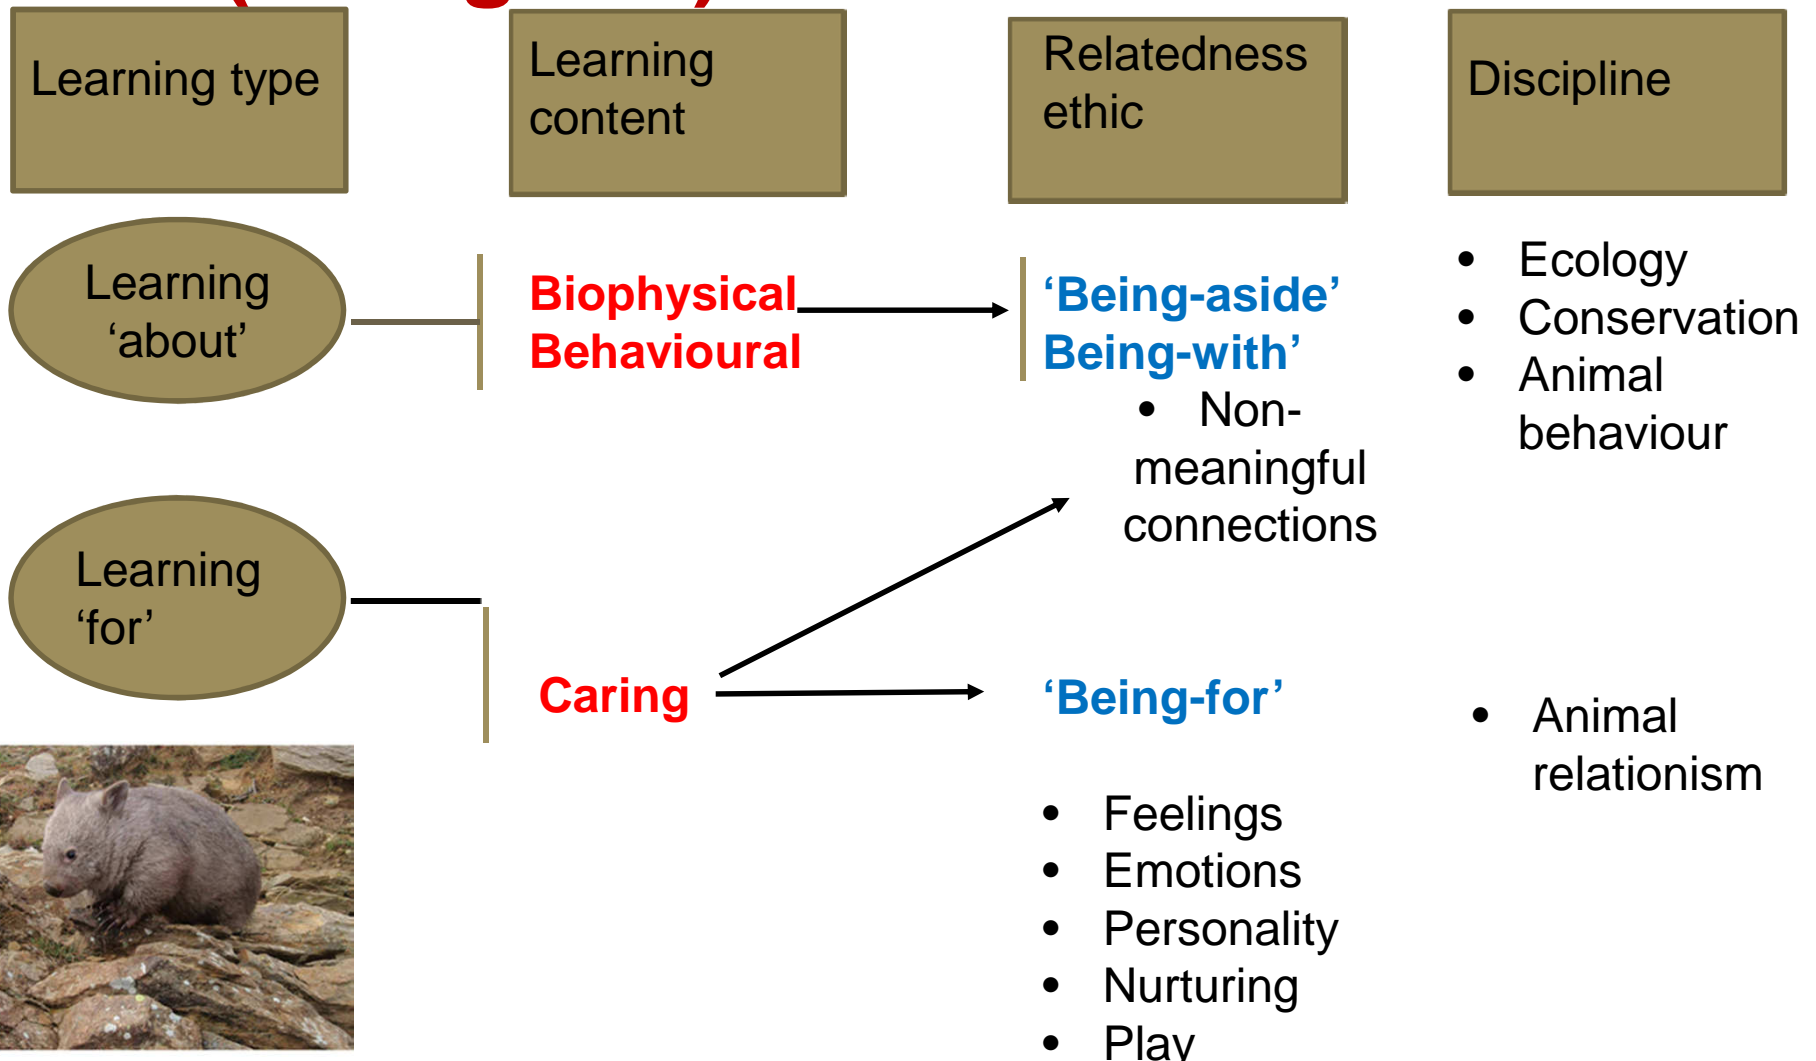 Learning type
Learning
content
Relatedness
ethic
Discipline
Learning
‘about’
Biophysical
Behavioural
‘Being-aside’
Being-with’
• Non-
meaningful
connections
• Ecology
• Conservation
• Animal
behaviour
Learning
‘for’
Caring
‘Being-for’
• Feelings
• Emotions
• Personality
• Nurturing
• Play
• Animal
relationism